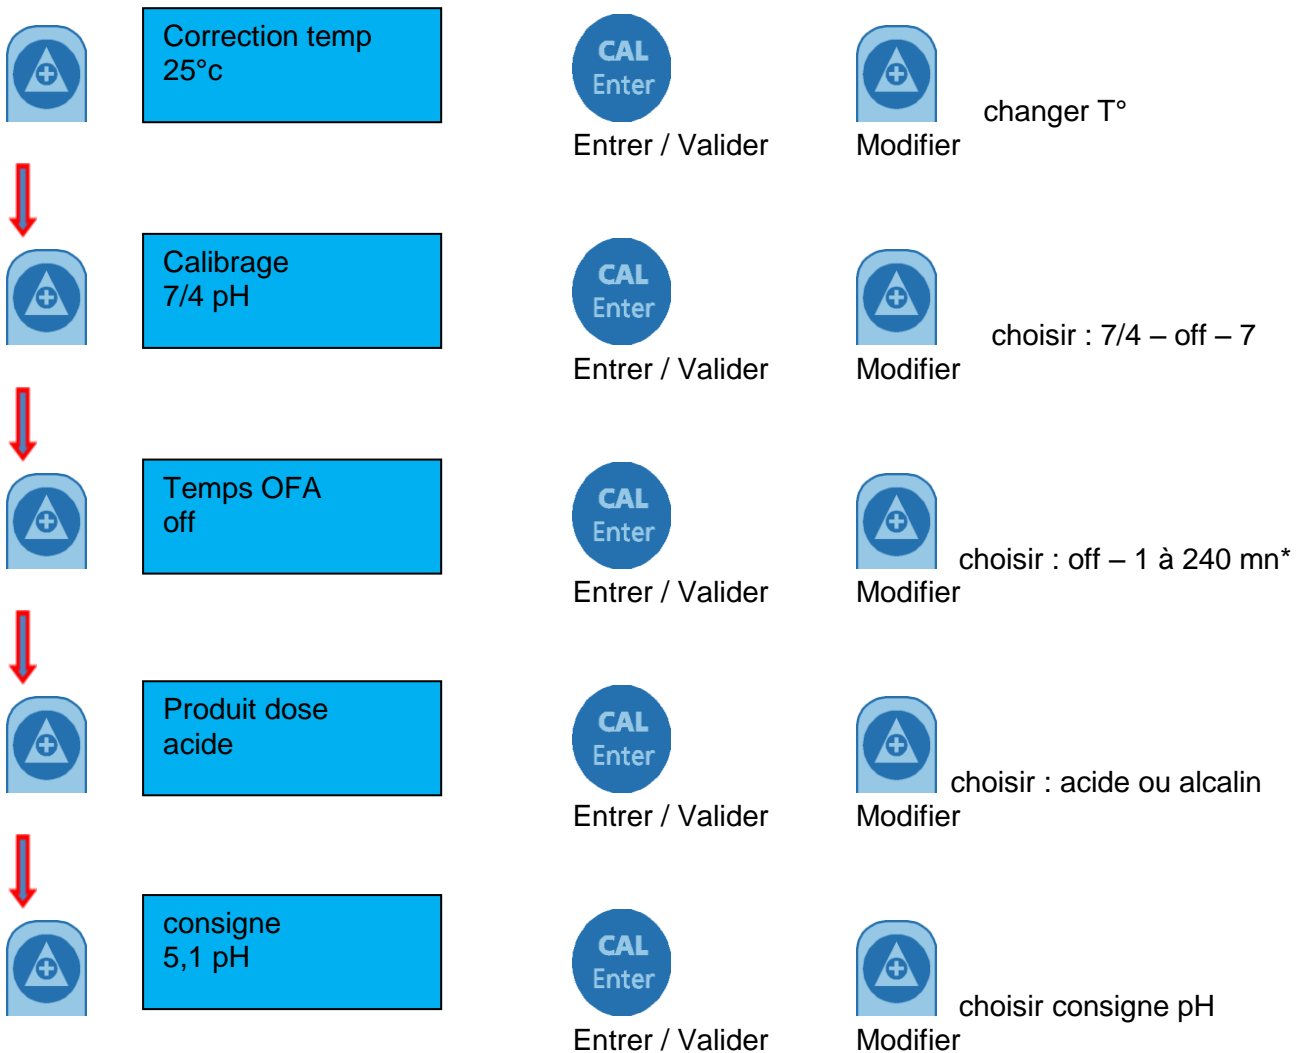 Correction temp
25°c
CAL
Enter
changer T°
Entrer / Valider
Modifier
Calibrage
7/4 pH
CAL
Enter
choisir : 7/4 – off – 7
Entrer / Valider
Modifier
Temps OFA
off
CAL
Enter
choisir : off – 1 à 240 mn*
Entrer / Valider
Modifier
Produit dose
acide
CAL
Enter
choisir : acide ou alcalin
Entrer / Valider
Modifier
consigne
5,1 pH
CAL
Enter
choisir consigne pH
Entrer / Valider
Modifier